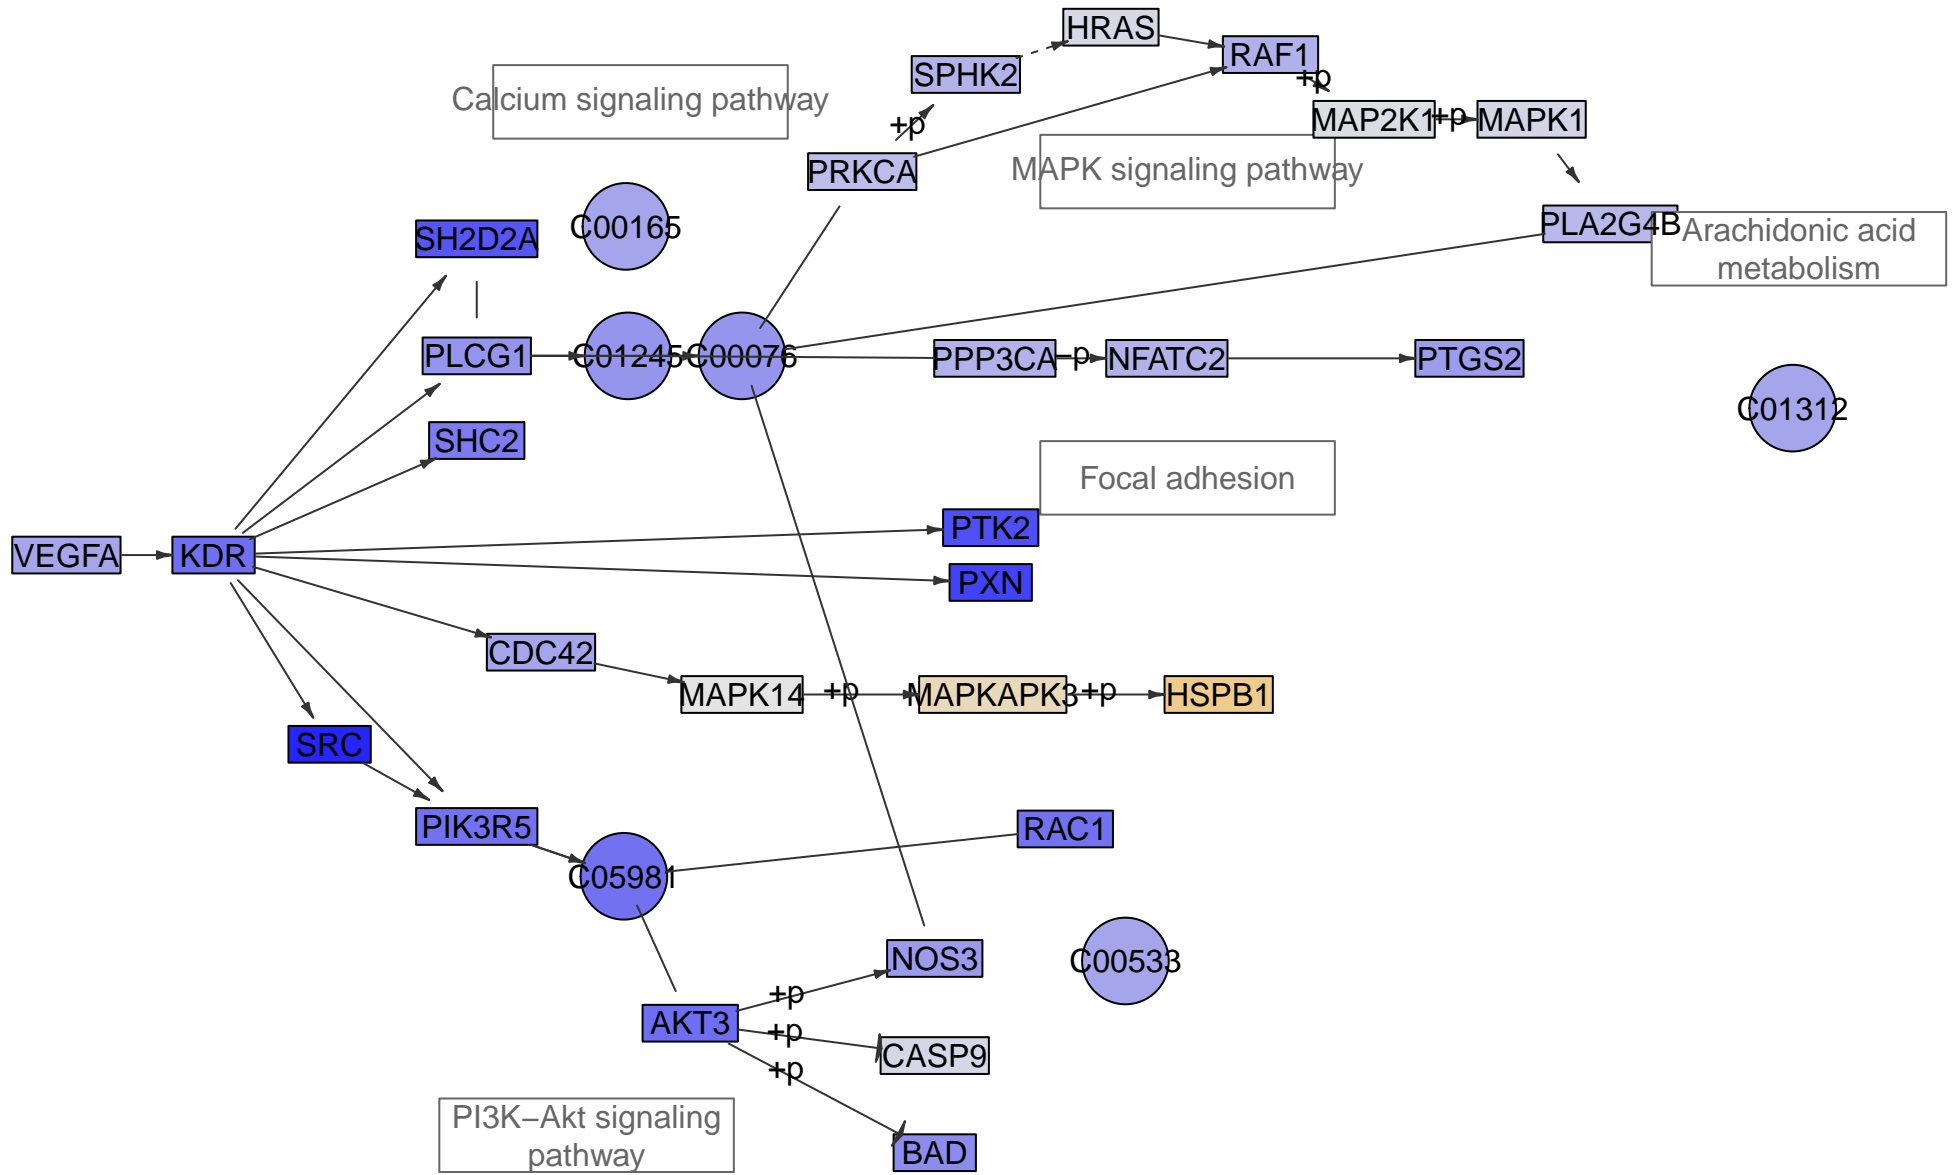 HRAS
RAF1
SPHK2
+p
Calcium signaling pathway
MAP2K1
+p
MAPK1
+p
PRKCA
MAPK signaling pathway
C00165
SH2D2A
PLA2G4B
Arachidonic acid
metabolism
PLCG1
C01245
C00076
PPP3CA
−p
NFATC2
PTGS2
C01312
SHC2
Focal adhesion
PTK2
VEGFA
KDR
PXN
CDC42
MAPK14
+p
MAPKAPK3
+p
HSPB1
SRC
PIK3R5
RAC1
C05981
NOS3
C00533
+p
AKT3
+p
CASP9
+p
PI3K−Akt signaling
pathway
BAD